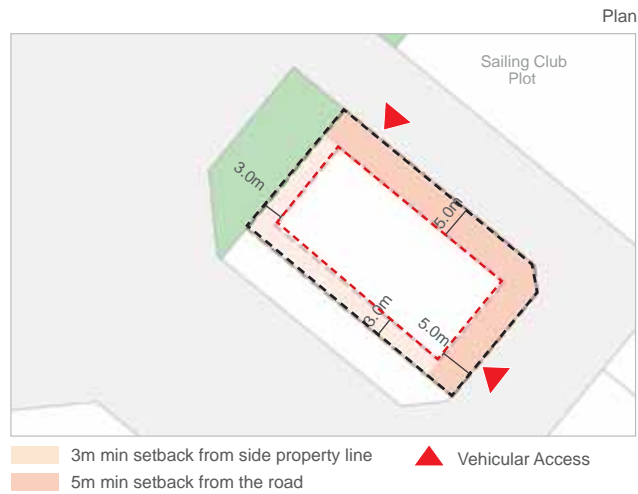 Plan
Sailing Club
Plot
3.0m
5.0m
3.0m
5.0m
3m min setback from side property line
Vehicular Access
5m min setback from the road